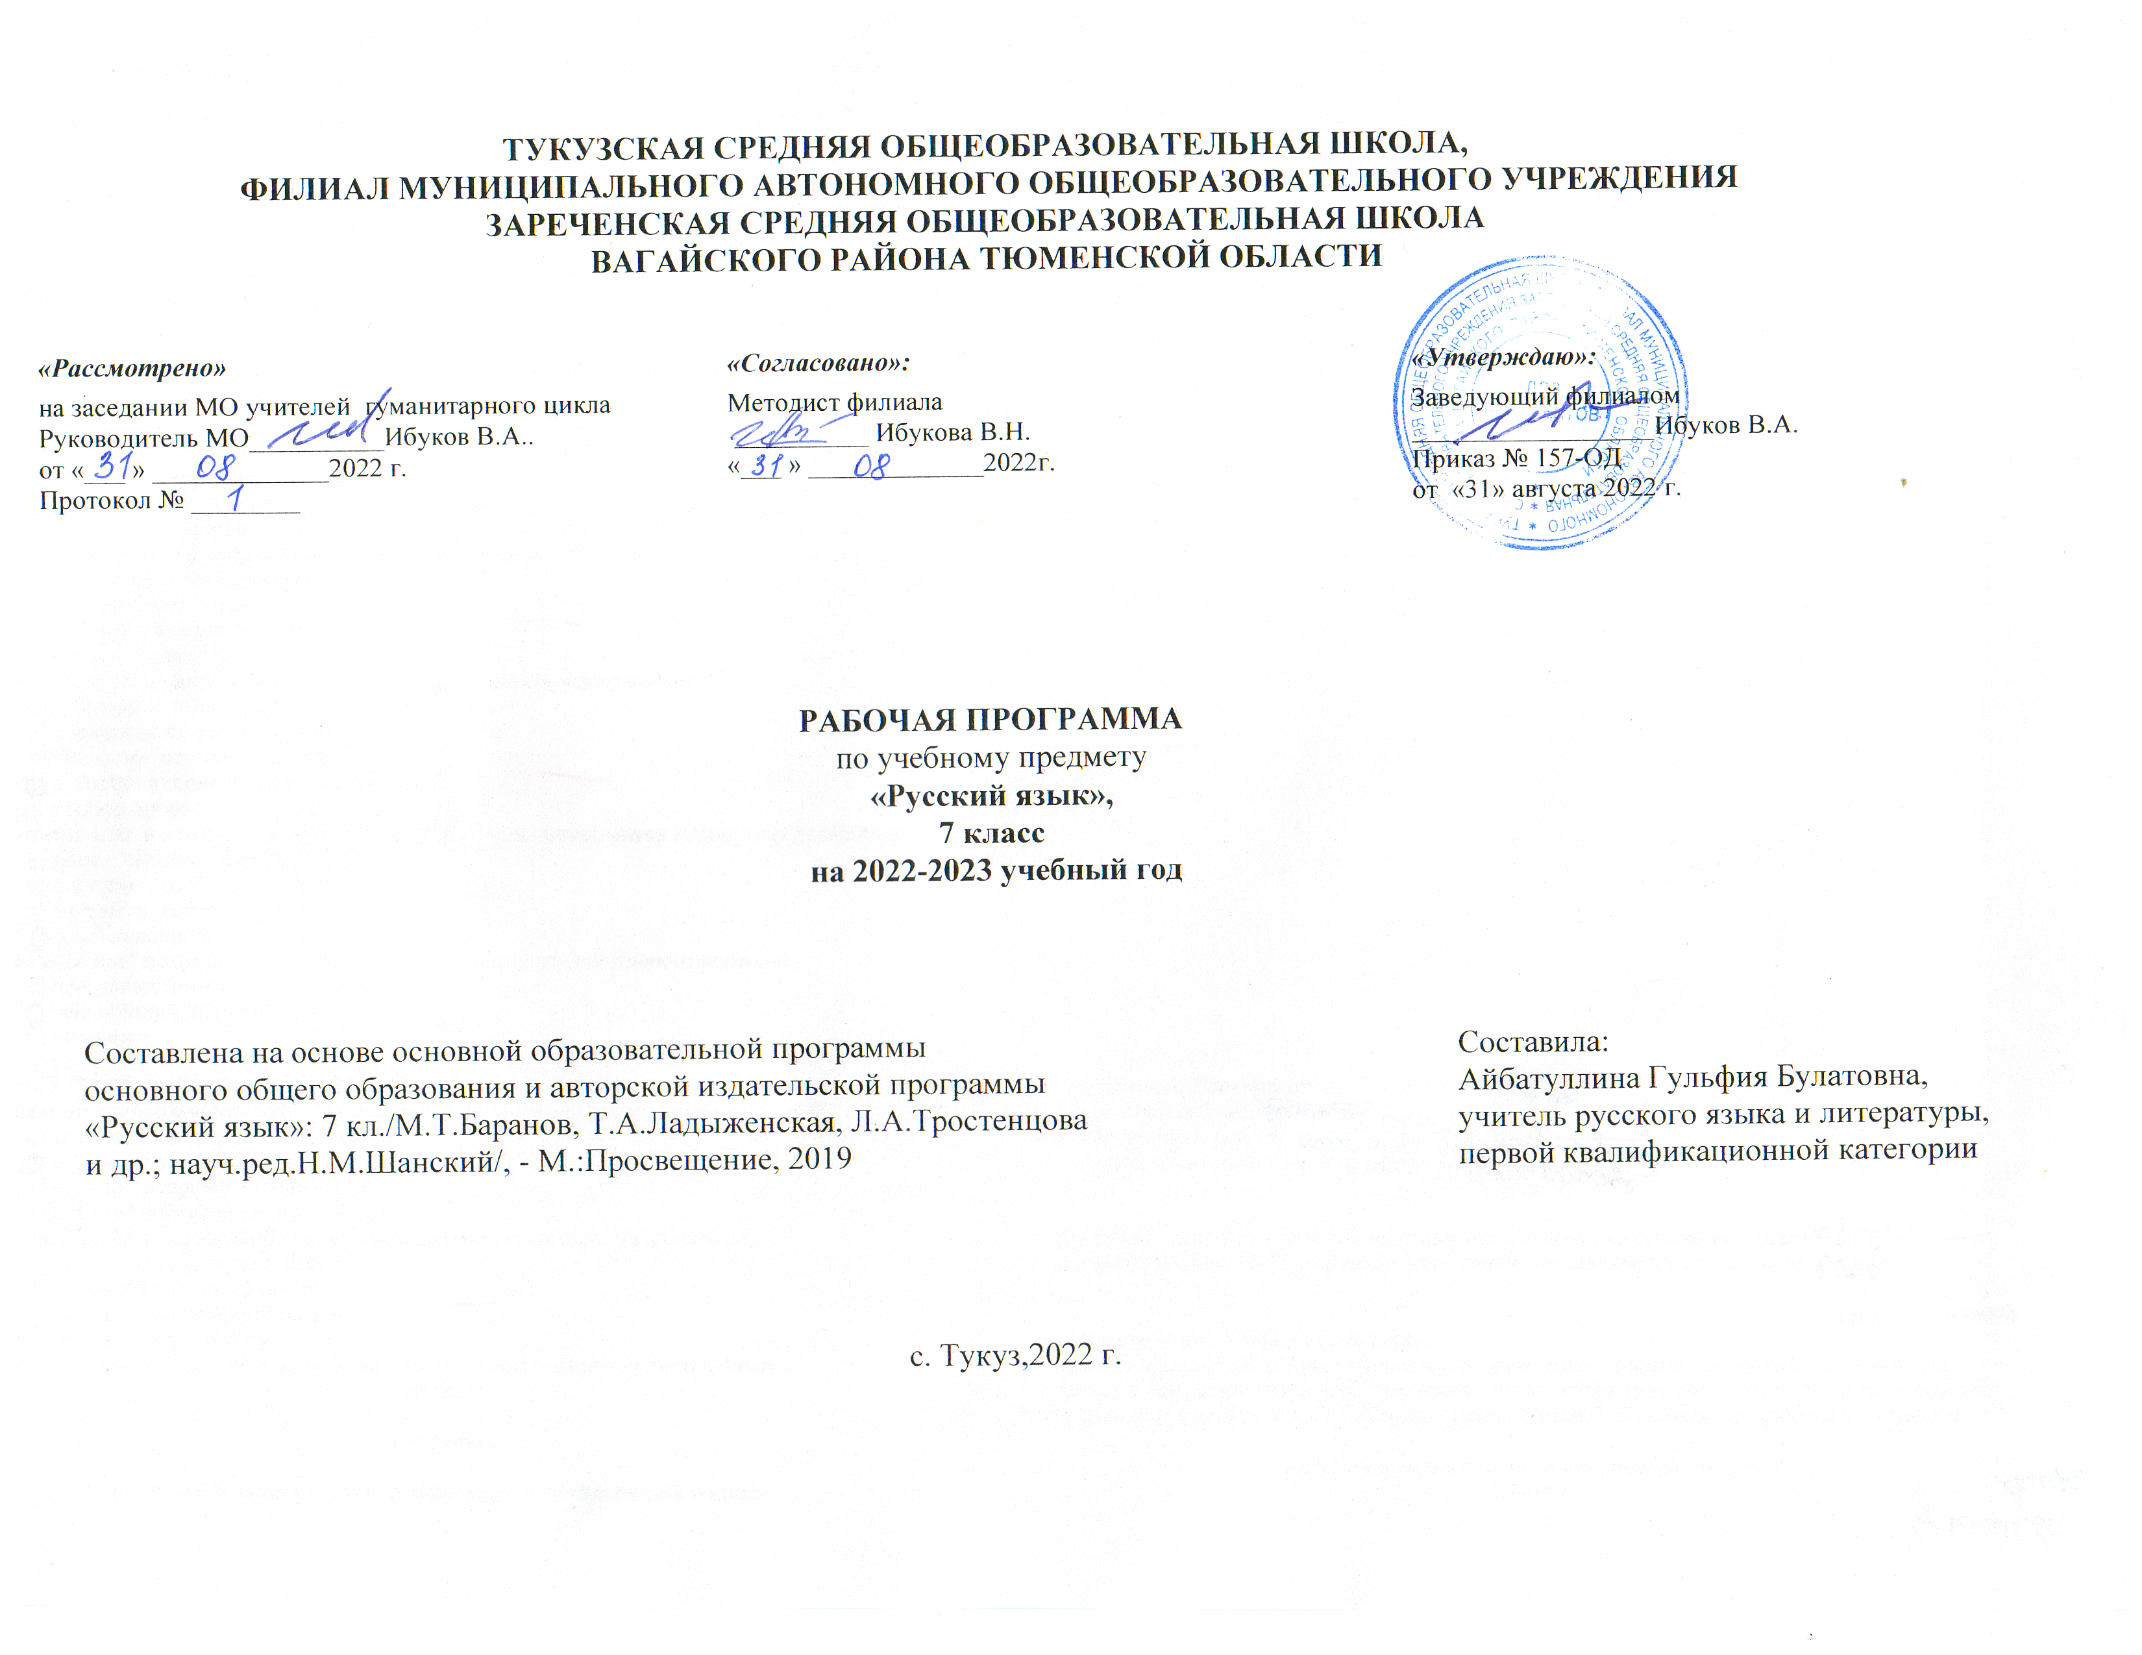 ТУКУЗСКАЯ СРЕДНЯЯ ОБЩЕОБРАЗОВАТЕЛЬНАЯ ШКОЛА,
ФИЛИАЛ МУНИЦИПАЛЬНОГО АВТОНОМНОГО ОБЩЕОБРАЗОВАТЕЛЬНОГО УЧРЕЖДЕНИЯ
ЗАРЕЧЕНСКАЯ СРЕДНЯЯ ОБЩЕОБРАЗОВАТЕЛЬНАЯ ШКОЛА
ВАГАЙСКОГО РАЙОНА ТЮМЕНСКОЙ ОБЛАСТИ
«Рассмотрено»
на заседании МО учителей гуманитарного цикла
Руководитель МО __________ Ибуков В.А..
от «31» 08 2022 г.
Протокол № 1
«Согласовано»:
Методист филиала
__________ Ибукова В.Н.
«31» 08 2022г.
«Утверждаю»:
Заведующий филиалом
__________________Ибуков В.А.
Приказ № 157-ОД
от «31» августа 2022 г.
РАБОЧАЯ ПРОГРАММА
по учебному предмету
«Русский язык»,
7 класс
на 2022-2023 учебный год
Составлена на основе основной образовательной программы
основного общего образования и авторской издательской программы
«Русский язык»: 7 кл./М.Т.Баранов, Т.А.Ладыженская, Л.А.Тростенцова
и др.; науч.ред.Н.М.Шанский/, - М.:Просвещение, 2019
Составила:
Айбатуллина Гульфия Булатовна,
учитель русского языка и литературы,
первой квалификационной категории
с. Тукуз,2022 г.